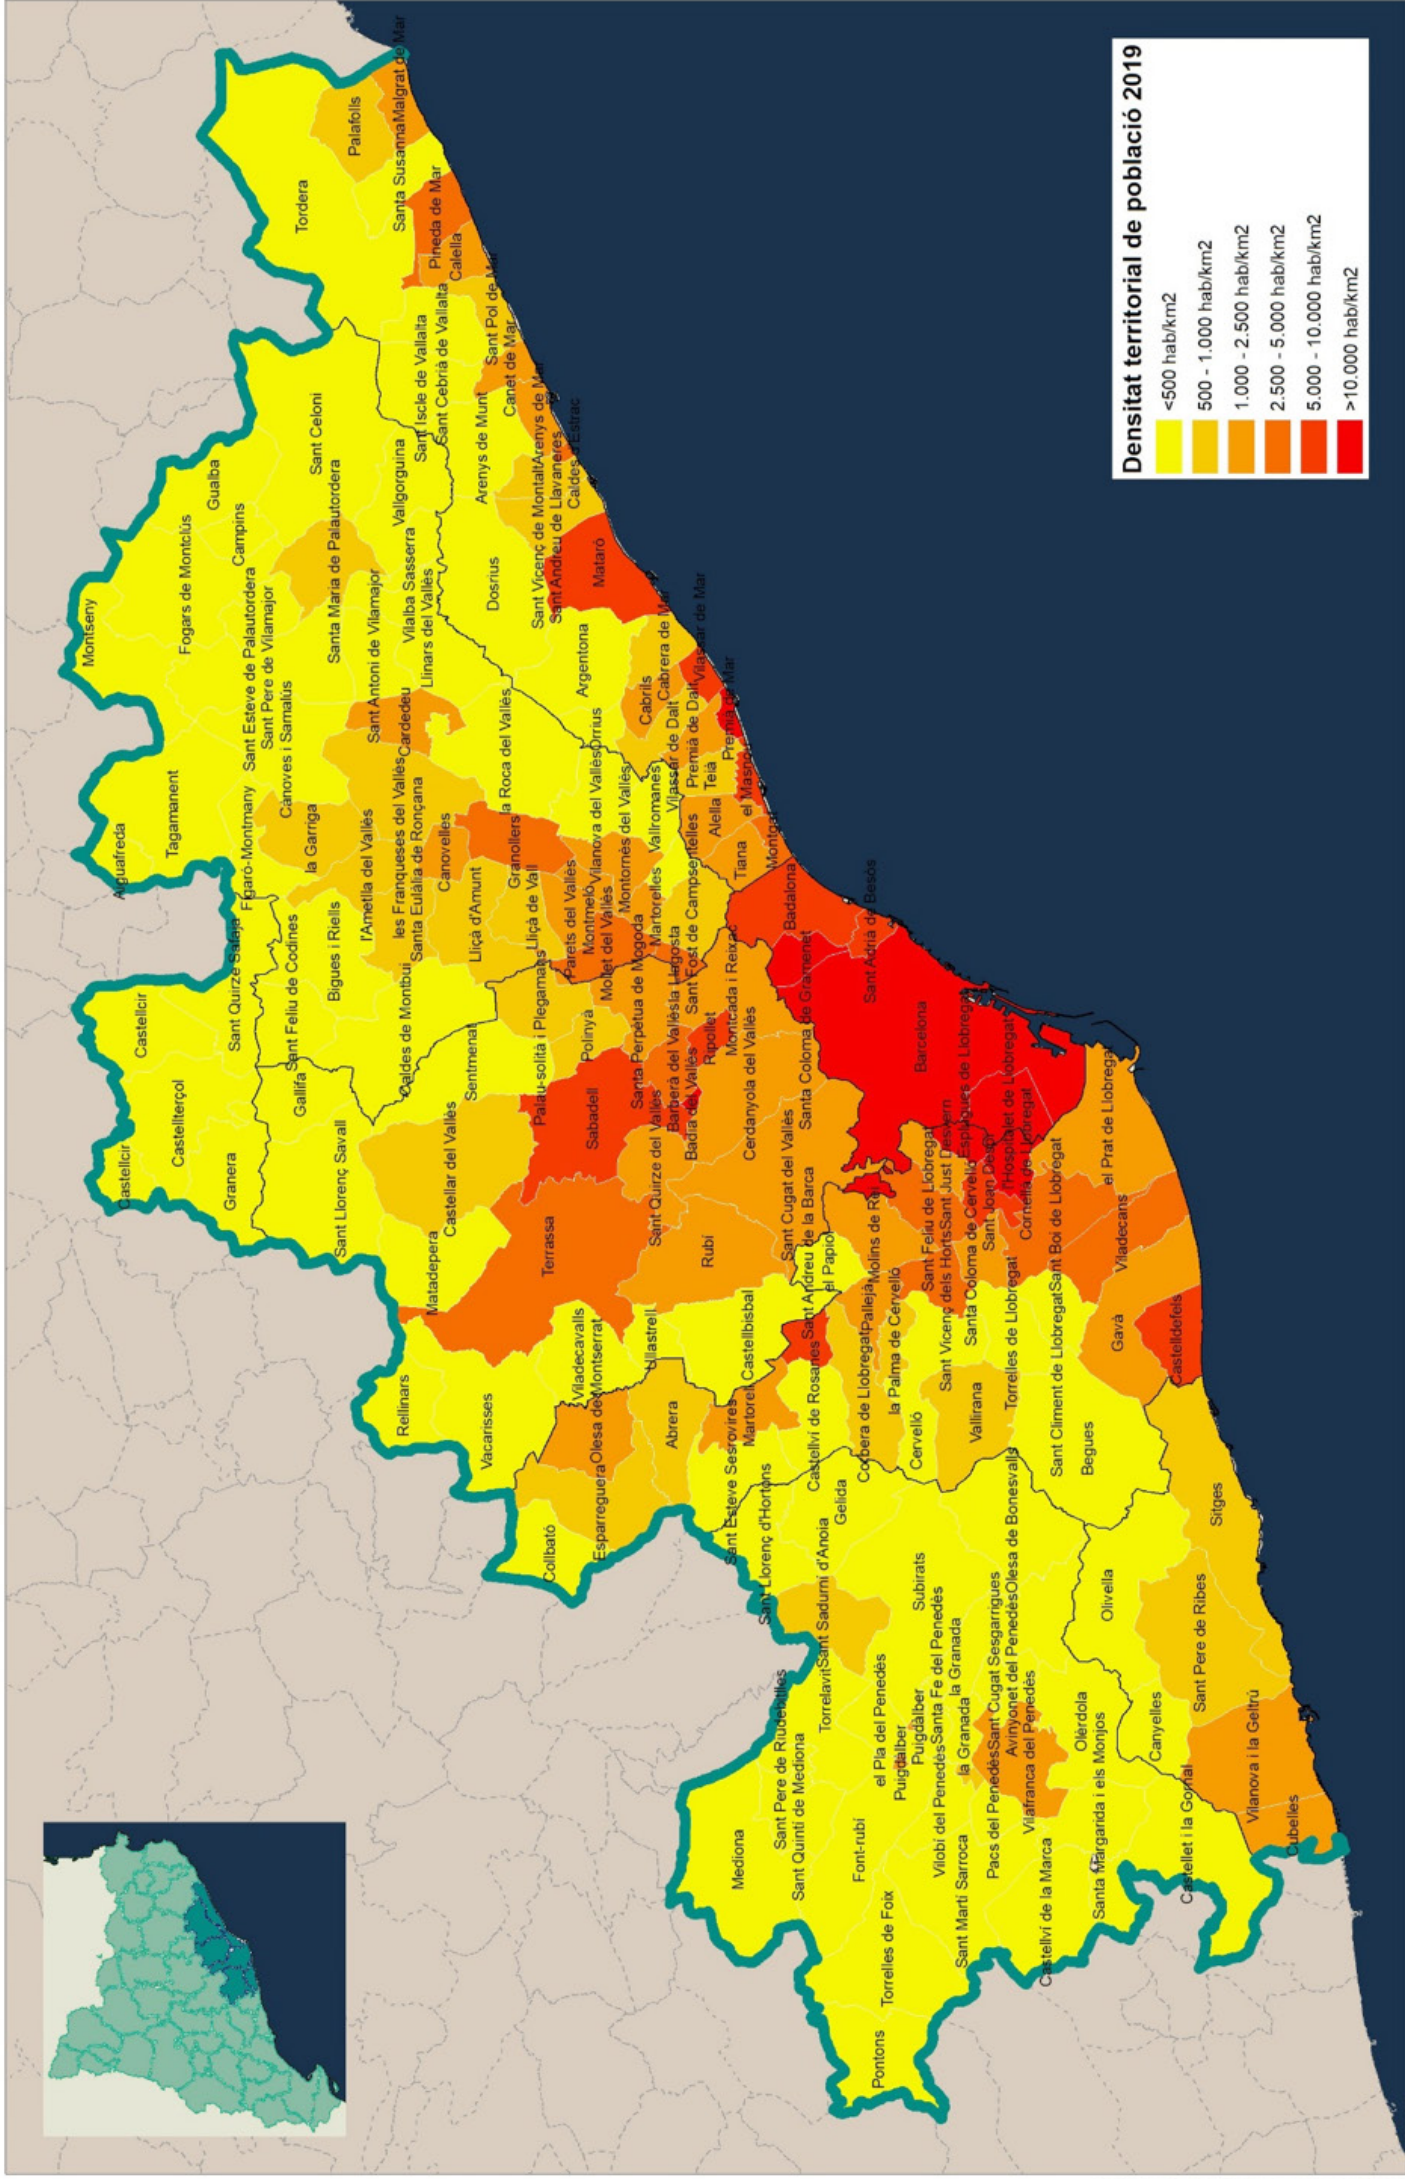 Densitat territorial de població 2019
<500 hab/km2
500 - 1.000 hab/km2
1.000 - 2.500 hab/km2
2.500 - 5.000 hab/km2
5.000 - 10.000 hab/km2
>10.000 hab/km2
Montseny
Aiguafreda
Tagamanent
Fogars de Montclús
Gualba
Campins
Sant Esteve de Palautordera
Sant Pere de Vilamajor
Cànoves i Samalús
Figaró-Montmany
la Garriga
Sant Celoni
Santa Maria de Palautordera
Sant Antoni de Vilamajor
Vallgorguina
Vilalba Sasserra
Llinars del Vallès
Cardedeu
Tordera
Palafolls
Malgrat de Mar
Santa Susanna
Pineda de Mar
Calella
Sant Pol de Mar
Canet de Mar
Sant Iscle de Vallalta
Sant Cebrià de Vallalta
Arenys de Munt
Arenys de Mar
Caldes d'Estrac
Sant Vicenç de Montalt
Sant Andreu de Llavaneres
Dosrius
Mataró
Argentona
Cabrera de Mar
Cabrils
Vilassar de Mar
Vilassar de Dalt
Premià de Dalt
Premià de Mar
Teià
el Masnou
Alella
Tiana
Montgat
Òrrius
la Roca del Vallès
Vilanova del Vallès
Vallromanes
Montornès del Vallès
Martorelles
Sant Fost de Campsentelles
Granollers
Canovelles
les Franqueses del Vallès
l'Ametlla del Vallès
Santa Eulàlia de Ronçana
Lliçà d'Amunt
Lliçà de Vall
Parets del Vallès
Montmeló
Mollet del Vallès
Bigues i Riells
Sant Feliu de Codines
Sant Quirze Safaja
Castellcir
Castellterçol
Castellcir
Granera
Gallifa
Sant Llorenç Savall
Caldes de Montbui
Sentmenat
Palau-solità i Plegamans
Polinyà
Santa Perpètua de Mogoda
la Llagosta
Barberà del Vallès
Badia del Vallès
Ripollet
Montcada i Reixac
Cerdanyola del Vallès
Sabadell
Castellar del Vallès
Matadepera
Terrassa
Sant Quirze del Vallès
Rubí
Sant Cugat del Vallès
Badalona
Santa Coloma de Gramenet
Sant Adrià de Besòs
Barcelona
Esplugues de Llobregat
l'Hospitalet de Llobregat
Cornellà de Llobregat
el Prat de Llobregat
Sant Just Desvern
Sant Joan Despí
Sant Feliu de Llobregat
Molins de Rei
el Papiol
Sant Andreu de la Barca
Pallejà
la Palma de Cervelló
Corbera de Llobregat
Sant Vicenç dels Horts
Santa Coloma de Cervelló
Torrelles de Llobregat
Sant Boi de Llobregat
Sant Climent de Llobregat
Viladecans
Gavà
Castelldefels
Begues
Vallirana
Cervelló
Castellví de Rosanes
Martorell
Castellbisbal
Ullastrell
Viladecavalls
Rellinars
Vacarisses
Olesa de Montserrat
Esparreguera
Abrera
Collbató
Sant Esteve Sesrovires
Sant Llorenç d'Hortons
Gelida
Sant Sadurní d'Anoia
Torrelavit
Subirats
Sant Pere de Riudebitlles
Sant Quintí de Mediona
Mediona
el Pla del Penedès
Puigdàlber
Puigdàlber
Santa Fe del Penedès
la Granada
la Granada
Vilobí del Penedès
Font-rubí
Torrelles de Foix
Pontons
Sant Martí Sarroca
Pacs del Penedès
Sant Cugat Sesgarrigues
Avinyonet del Penedès
Olesa de Bonesvalls
Vilafranca del Penedès
Olèrdola
Santa Margarida i els Monjos
Castellví de la Marca
Castellet i la Gornal
Canyelles
Olivella
Sitges
Sant Pere de Ribes
Vilanova i la Geltrú
Cubelles